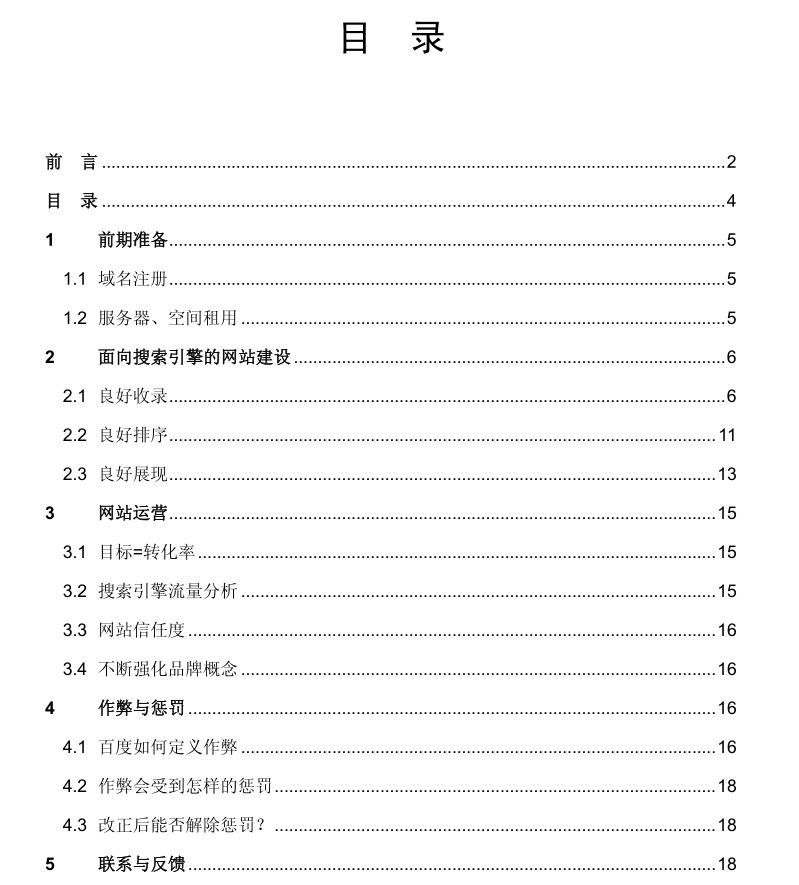 目 录
前 言 ........ 2
目 录 ........ 4
1 前期准备 ........ 5
1.1 域名注册 ........ 5
1.2 服务器、空间租用 ........ 5
2 面向搜索引擎的网站建设 ........ 6
2.1 良好收录 ........ 6
2.2 良好排序 ........ 11
2.3 良好展现 ........ 13
3 网站运营 ........ 15
3.1 目标=转化率 ........ 15
3.2 搜索引擎流量分析 ........ 15
3.3 网站信任度 ........ 16
3.4 不断强化品牌概念 ........ 16
4 作弊与惩罚 ........ 16
4.1 百度如何定义作弊 ........ 16
4.2 作弊会受到怎样的惩罚 ........ 18
4.3 改正后能否解除惩罚？ ........ 18
5 联系与反馈 ........ 18